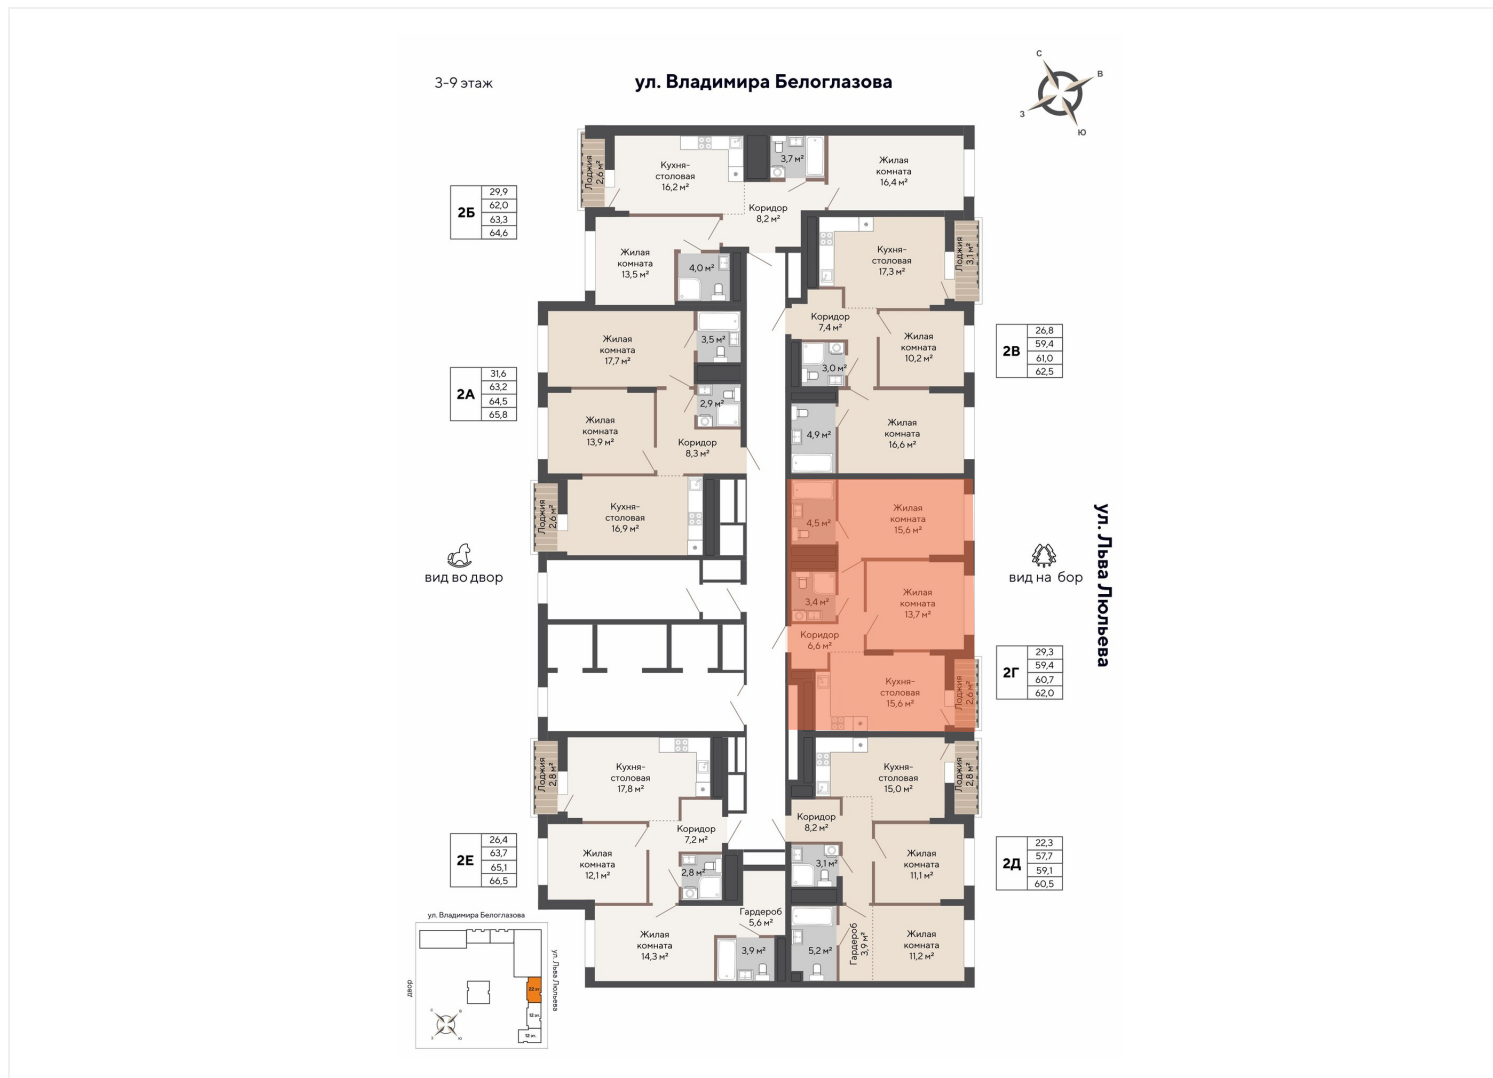 3-9 этаж
ул. Владимира Белоглазова
С
В
З
Ю
Лоджия
2,6 м²
Кухня-
столовая
16,2 м²
3,7 м²
Жилая
комната
16,4 м²
Коридор
8,2 м²
2Б
29,9
62,0
63,3
64,6
Жилая
комната
13,5 м²
4,0 м²
Кухня-
столовая
17,3 м²
Лоджия
3,1 м²
Коридор
7,4 м²
Жилая
комната
17,7 м²
3,5 м²
3,0 м²
Жилая
комната
10,2 м²
2В
26,8
59,4
61,0
62,5
2А
31,6
63,2
64,5
65,8
2,9 м²
Жилая
комната
13,9 м²
Коридор
8,3 м²
4,9 м²
Жилая
комната
16,6 м²
Лоджия
2,6 м²
Кухня-
столовая
16,9 м²
4,5 м²
Жилая
комната
15,6 м²
вид во двор
вид на бор
ул. Льва Люльева
3,4 м²
Жилая
комната
13,7 м²
Коридор
6,6 м²
Кухня-
столовая
15,6 м²
Лоджия
2,6 м²
2Г
29,3
59,4
60,7
62,0
Лоджия
2,8 м²
Кухня-
столовая
17,8 м²
Кухня-
столовая
15,0 м²
Лоджия
2,8 м²
Коридор
7,2 м²
Коридор
8,2 м²
2Е
26,4
63,7
65,1
66,5
Жилая
комната
12,1 м²
2,8 м²
3,1 м²
Жилая
комната
11,1 м²
2Д
22,3
57,7
59,1
60,5
Гардероб
5,6 м²
Жилая
комната
14,3 м²
3,9 м²
5,2 м²
Гардероб
3,9 м²
Жилая
комната
11,2 м²
ул. Владимира Белоглазова
ул. Льва Люльева
двор
22 эт.
12 эт.
12 эт.